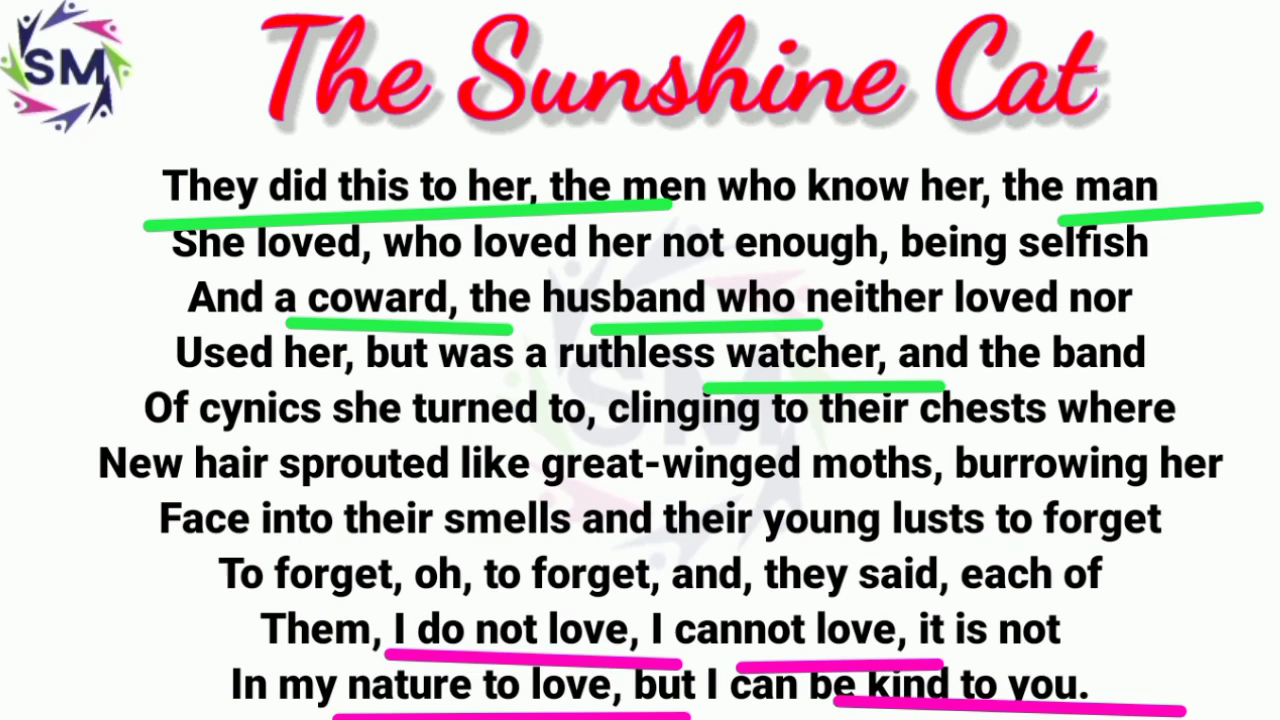 SM
The Sunshine Cat
They did this to her, the men who know her, the man
She loved, who loved her not enough, being selfish
And a coward, the husband who neither loved nor
Used her, but was a ruthless watcher, and the band
Of cynics she turned to, clinging to their chests where
New hair sprouted like great-winged moths, burrowing her
Face into their smells and their young lusts to forget
To forget, oh, to forget, and, they said, each of
Them, I do not love, I cannot love, it is not
In my nature to love, but I can be kind to you.